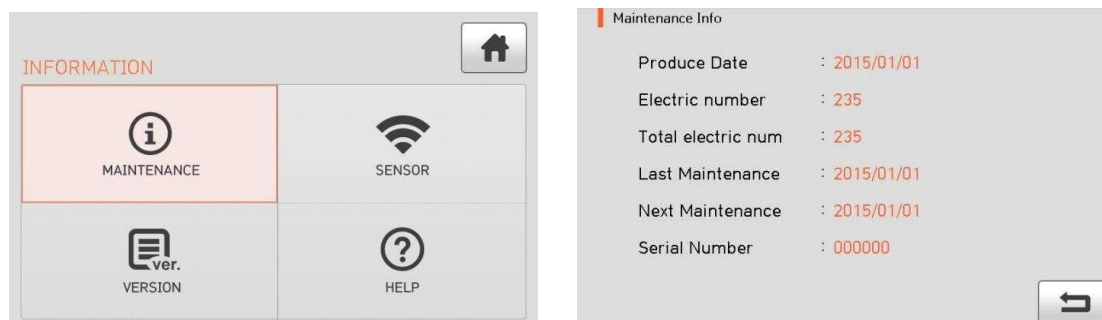 INFORMATION
MAINTENANCE
SENSOR
ver.
VERSION
HELP
Maintenance Info
Produce Date : 2015/01/01
Electric number : 235
Total electric num : 235
Last Maintenance : 2015/01/01
Next Maintenance : 2015/01/01
Serial Number : 000000